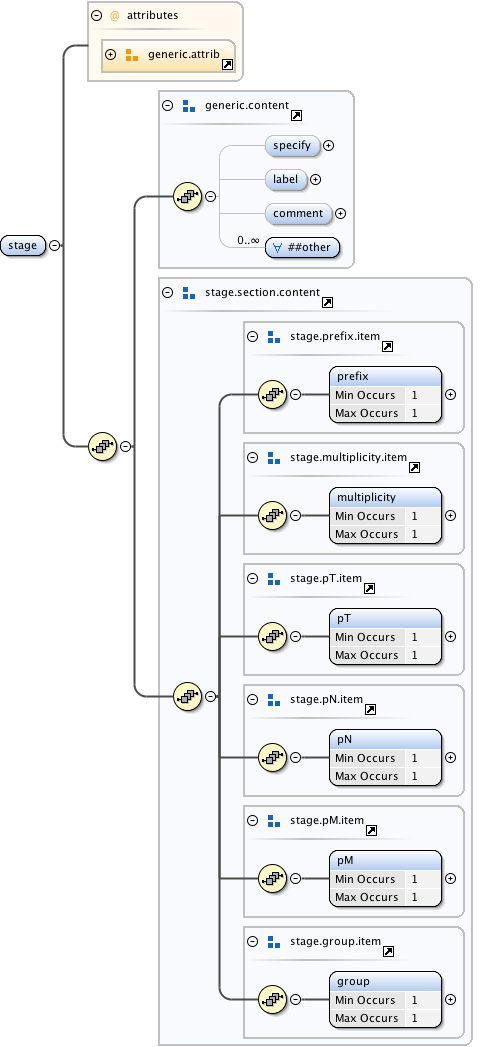 @ attributes
generic.attrib
generic.content
specify
label
comment
0..∞
##other
stage
stage.section.content
stage.prefix.item
prefix
Min Occurs 1
Max Occurs 1
stage.multiplicity.item
multiplicity
Min Occurs 1
Max Occurs 1
stage.pT.item
pT
Min Occurs 1
Max Occurs 1
stage.pN.item
pN
Min Occurs 1
Max Occurs 1
stage.pM.item
pM
Min Occurs 1
Max Occurs 1
stage.group.item
group
Min Occurs 1
Max Occurs 1